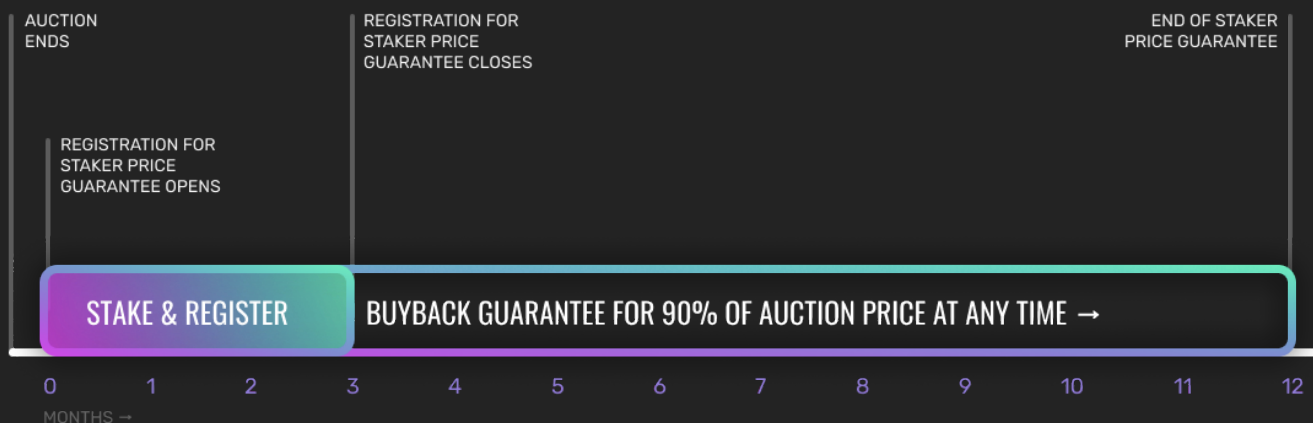 AUCTION
ENDS
REGISTRATION FOR
STAKER PRICE
GUARANTEE CLOSES
END OF STAKER
PRICE GUARANTEE
REGISTRATION FOR
STAKER PRICE
GUARANTEE OPENS
STAKE & REGISTER
BUYBACK GUARANTEE FOR 90% OF AUCTION PRICE AT ANY TIME →
0 1 2 3 4 5 6 7 8 9 10 11 12
MONTHS →